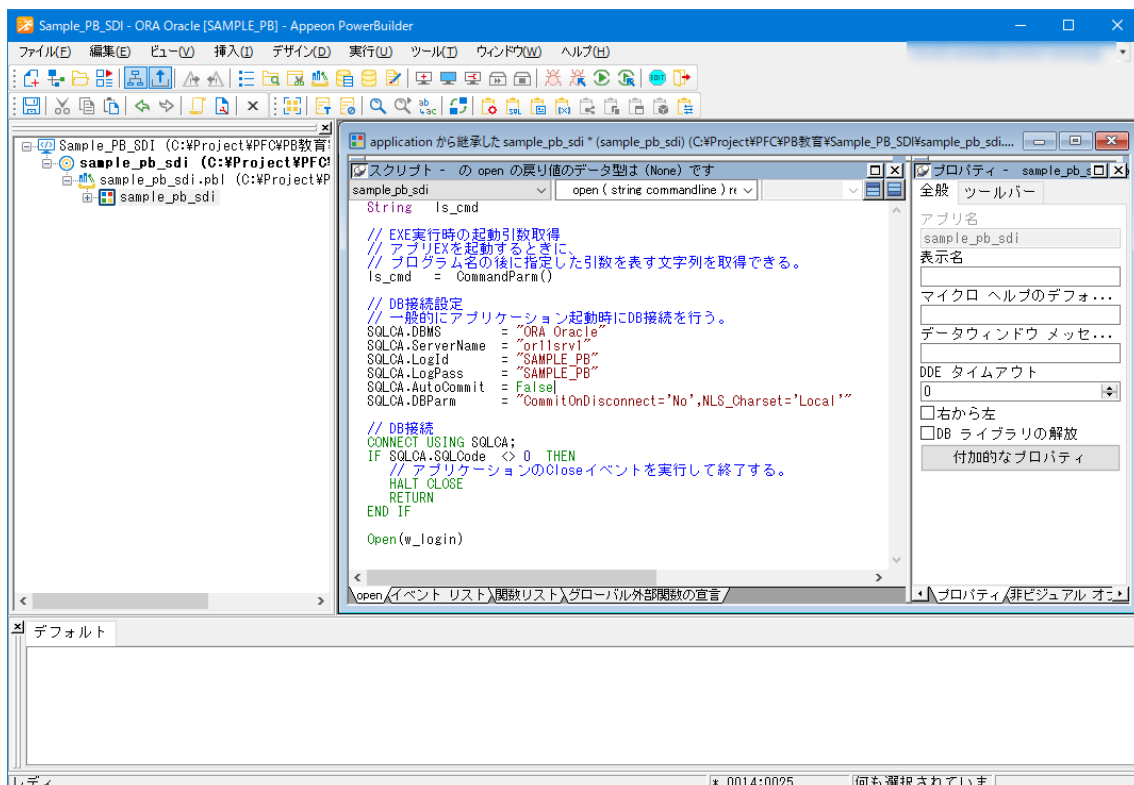 Sample_PB_SDI - ORA Oracle [SAMPLE_PB] - Appeon PowerBuilder
ファイル(F) 編集(E) ビュー(V) 挿入(I) デザイン(D) 実行(U) ツール(T) ウィンドウ(W) ヘルプ(H)
Sample_PB_SDI (C:¥Project¥PFC¥PB教育
sample_pb_sdi (C:¥Project¥PFC¥
sample_pb_sdi.pbl (C:¥Project¥P
sample_pb_sdi
application から継承した sample_pb_sdi * (sample_pb_sdi) (C:¥Project¥PFC¥PB教育¥Sample_PB_SDI¥sample_pb_sdi....
スクリプト - の open の戻り値のデータ型は (None) です
sample_pb_sdi open ( string commandline ) re
String ls_cmd
// EXE実行時の起動引数取得
// アプリEXを起動するときに、
// プログラム名の後に指定した引数を表す文字列を取得できる。
ls_cmd = CommandParm()
// DB接続設定
// 一般的にアプリケーション起動時にDB接続を行う。
SQLCA.DBMS = "ORA Oracle"
SQLCA.ServerName = "or11srv1"
SQLCA.LogId = "SAMPLE_PB"
SQLCA.LogPass = "SAMPLE_PB"
SQLCA.AutoCommit = False
SQLCA.DBParm = "CommitOnDisconnect='No',NLS_Charset='Local'"
// DB接続
CONNECT USING SQLCA;
IF SQLCA.SQLCode <> 0 THEN
// アプリケーションのCloseイベントを実行して終了する。
HALT CLOSE
RETURN
END IF
Open(w_login)
open イベント リスト 関数リスト グローバル外部関数の宣言
プロパティ - sample_pb_s
全般 ツールバー
アプリ名
sample_pb_sdi
表示名
マイクロ ヘルプのデフォ...
データウィンドウ メッセ...
DDE タイムアウト
0
右から左
DB ライブラリの解放
付加的なプロパティ
プロパティ 非ビジュアル オブ
デフォルト
レディ * 0014:0025 何も選択されていま